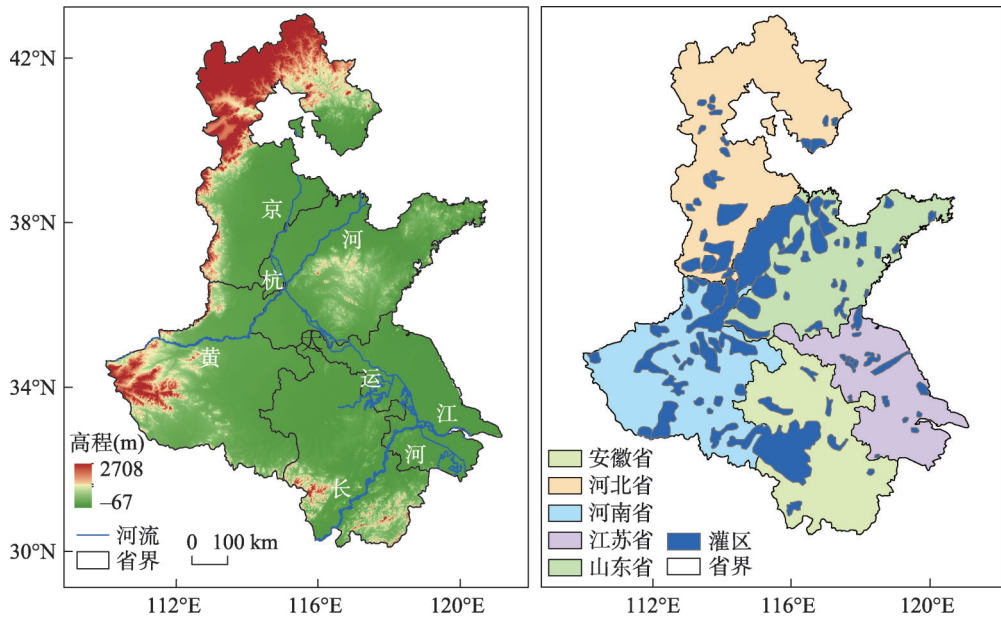 42°N
38°N
34°N
30°N
京
杭
大
运
河
黄
河
长
江
高程(m)
2708
–67
河流
省界
0 100 km
112°E 116°E 120°E
安徽省
河北省
河南省
江苏省
山东省
灌区
省界
112°E 116°E 120°E